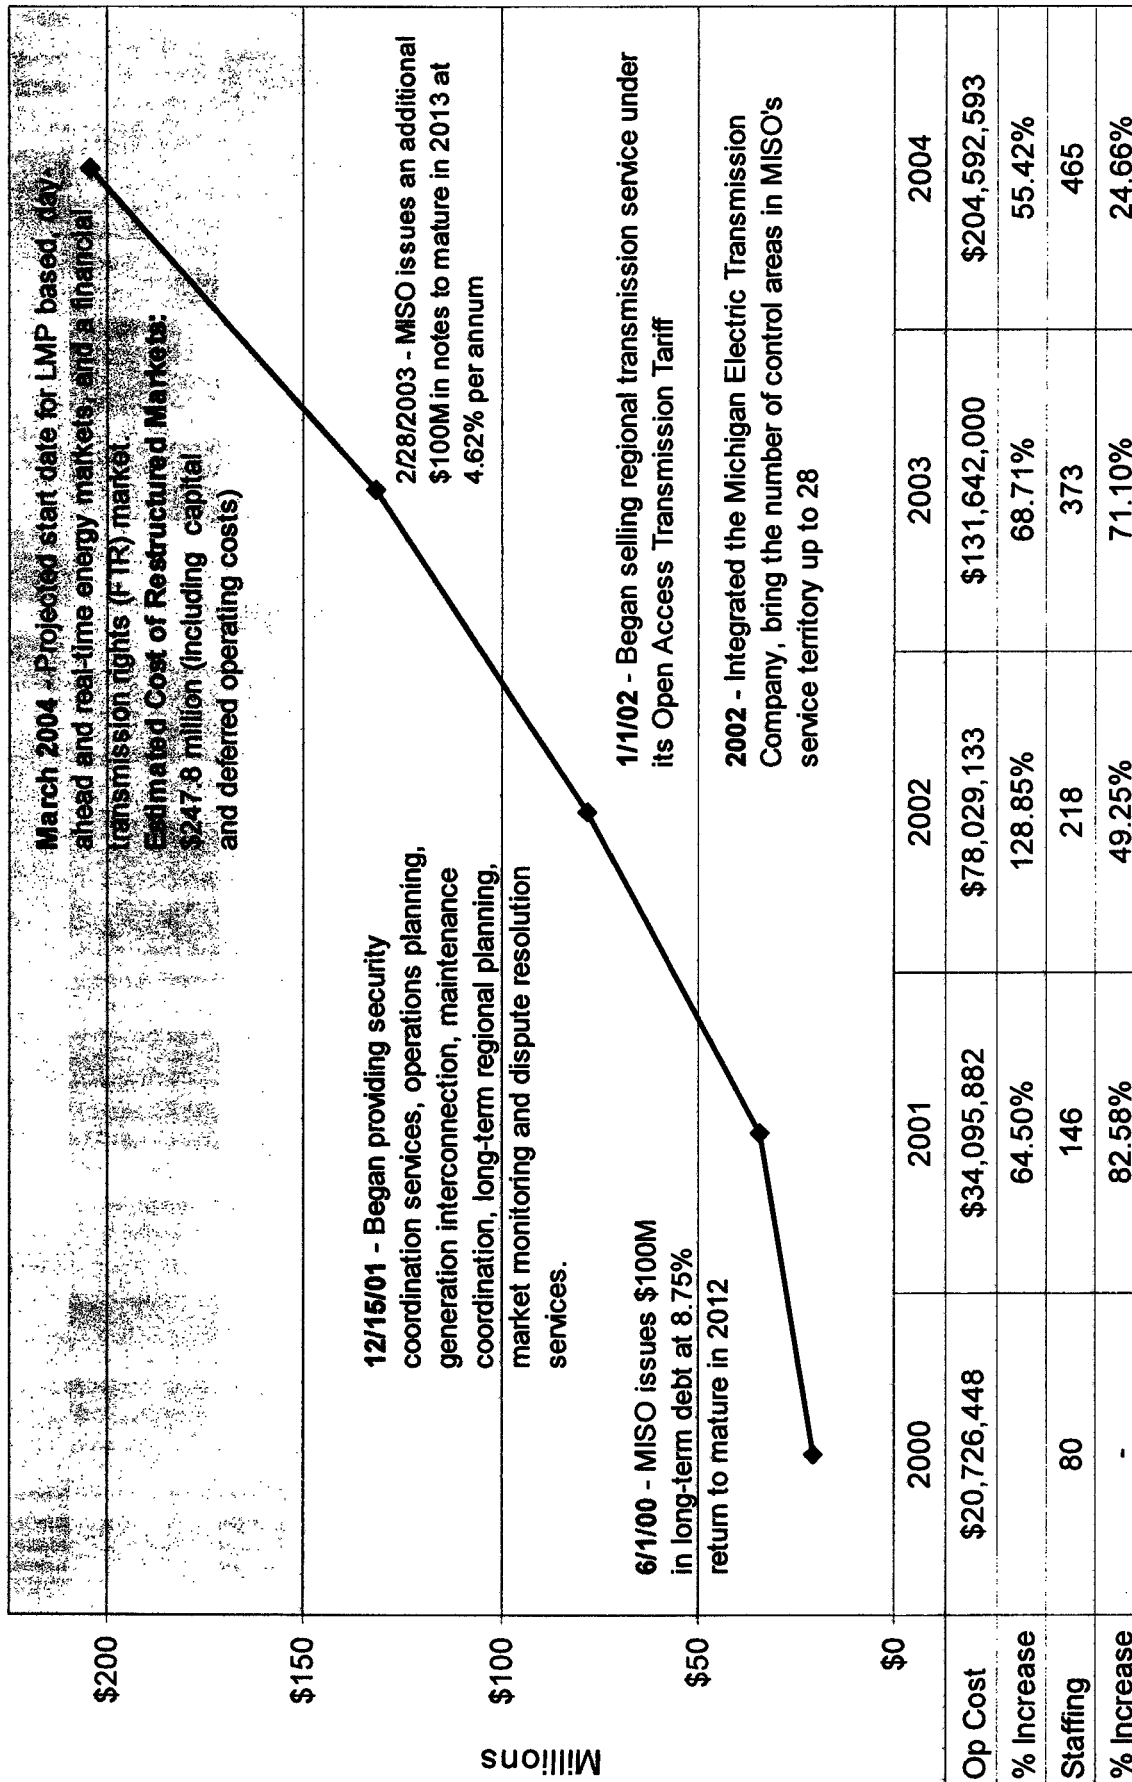 March 2004 - Projected start date for LMP based, day-
ahead and real-time energy markets, and a financial
transmission rights (FTR) market.
Estimated Cost of Restructured Markets:
$247.8 million (including capital
and deferred operating costs)
12/15/01 - Began providing security
coordination services, operations planning,
generation interconnection, maintenance
coordination, long-term regional planning,
market monitoring and dispute resolution
services.
2/28/2003 - MISO issues an additional
$100M in notes to mature in 2013 at
4.62% per annum
6/1/00 - MISO issues $100M
in long-term debt at 8.75%
return to mature in 2012
1/1/02 - Began selling regional transmission service under
its Open Access Transmission Tariff
2002 - Integrated the Michigan Electric Transmission
Company, bring the number of control areas in MISO's
service territory up to 28
Millions
$200
$150
$100
$50
$0
2000 2001 2002 2003 2004
Op Cost $20,726,448 $34,095,882 $78,029,133 $131,642,000 $204,592,593
% Increase 64.50% 128.85% 68.71% 55.42%
Staffing 80 146 218 373 465
% Increase - 82.58% 49.25% 71.10% 24.66%